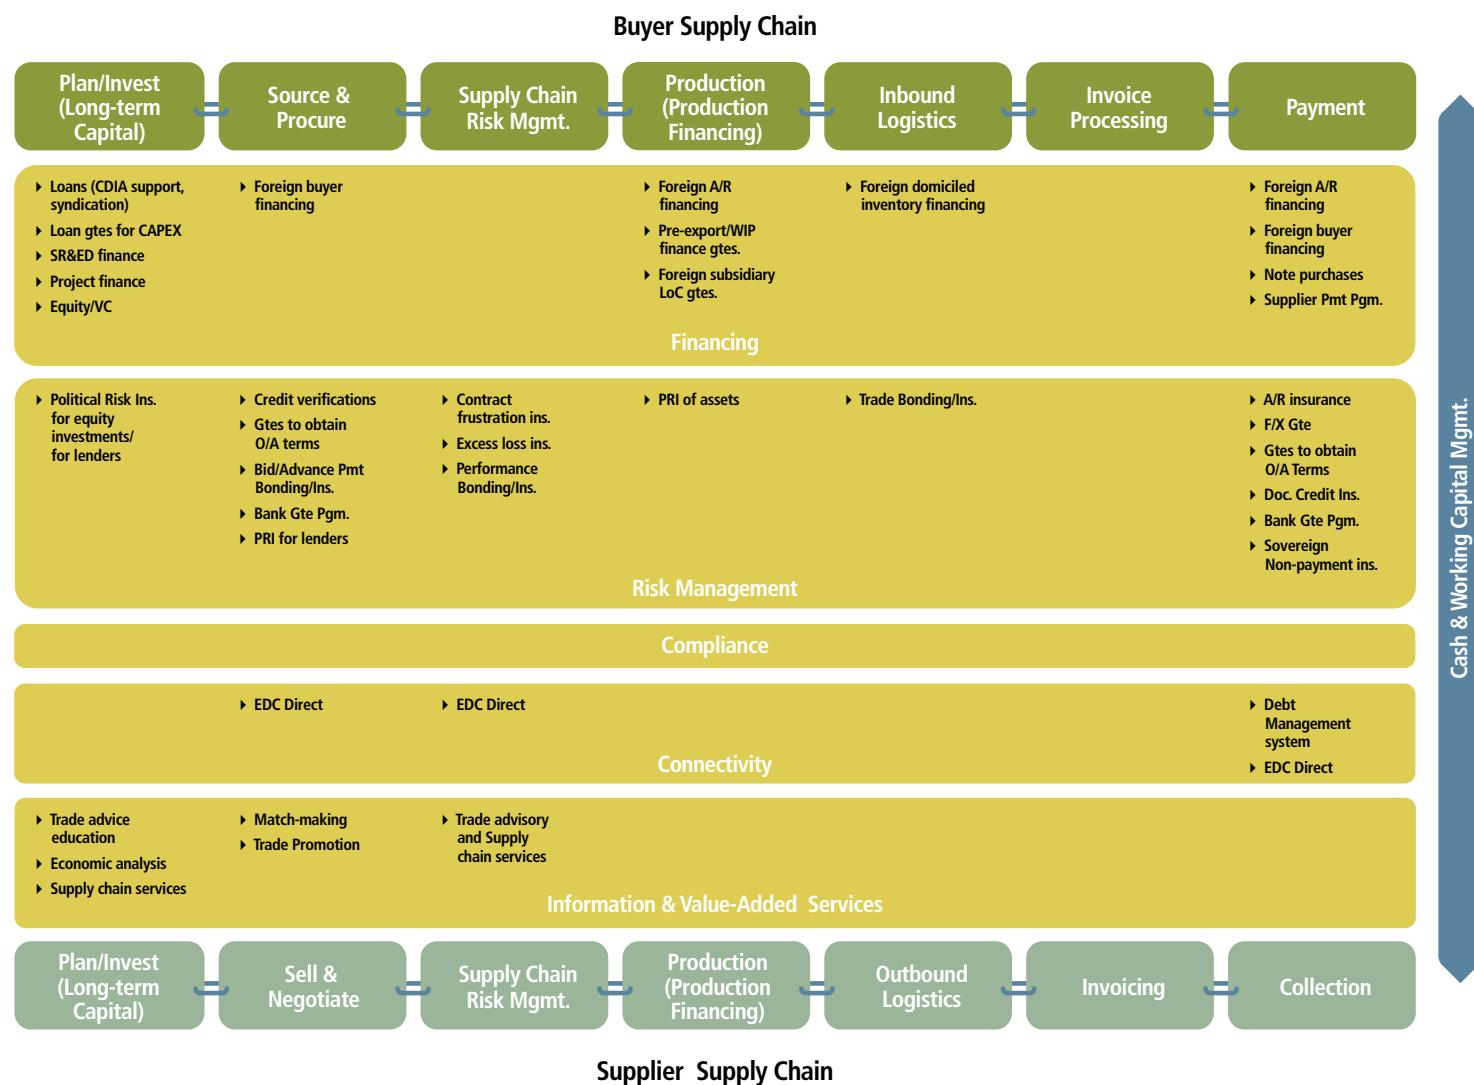 Buyer Supply Chain
Plan/Invest
(Long-term
Capital)
Source &
Procure
Supply Chain
Risk Mgmt.
Production
(Production
Financing)
Inbound
Logistics
Invoice
Processing
Payment
Loans (CDIA support,
syndication)
Loan gtes for CAPEX
SR&ED finance
Project finance
Equity/VC
Foreign buyer
financing
Foreign A/R
financing
Pre-export/WIP
finance gtes.
Foreign subsidiary
LoC gtes.
Foreign domiciled
inventory financing
Foreign A/R
financing
Foreign buyer
financing
Note purchases
Supplier Pmt Pgm.
Financing
Political Risk Ins.
for equity
investments/
for lenders
Credit verifications
Gtes to obtain
O/A terms
Bid/Advance Pmt
Bonding/Ins.
Bank Gte Pgm.
PRI for lenders
Contract
frustration ins.
Excess loss ins.
Performance
Bonding/Ins.
PRI of assets
Trade Bonding/Ins.
A/R insurance
F/X Gte
Gtes to obtain
O/A Terms
Doc. Credit Ins.
Bank Gte Pgm.
Sovereign
Non-payment ins.
Risk Management
Compliance
EDC Direct
EDC Direct
Debt
Management
system
EDC Direct
Connectivity
Trade advice
education
Economic analysis
Supply chain services
Match-making
Trade Promotion
Trade advisory
and Supply
chain services
Information & Value-Added Services
Plan/Invest
(Long-term
Capital)
Sell &
Negotiate
Supply Chain
Risk Mgmt.
Production
(Production
Financing)
Outbound
Logistics
Invoicing
Collection
Supplier Supply Chain
Cash & Working Capital Mgmt.